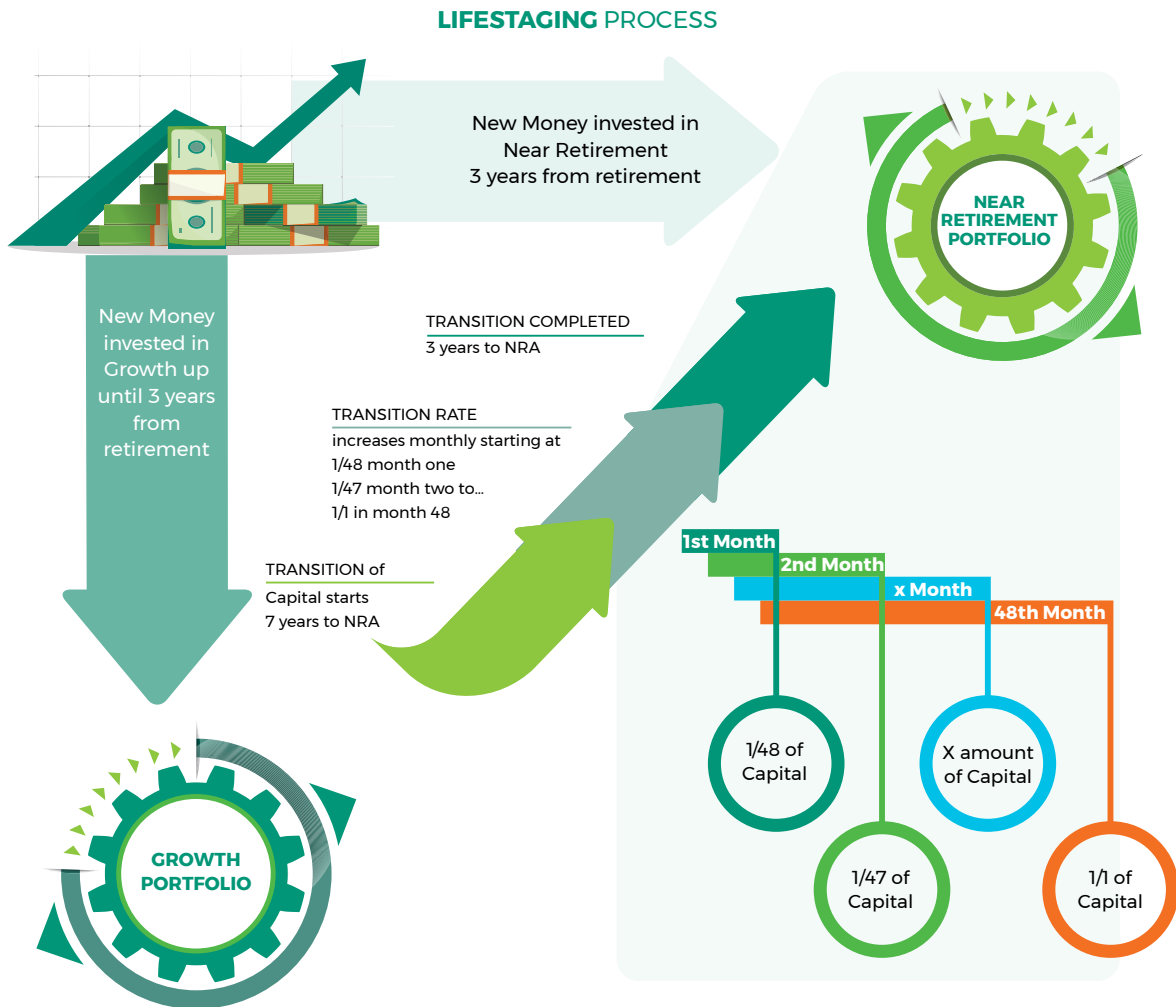 LIFESTAGING PROCESS
New Money invested in
Near Retirement
3 years from retirement
NEAR
RETIREMENT
PORTFOLIO
New Money
invested in
Growth up
until 3 years
from
retirement
TRANSITION COMPLETED
3 years to NRA
TRANSITION RATE
increases monthly starting at
1/48 month one
1/47 month two to...
1/1 in month 48
TRANSITION of
Capital starts
7 years to NRA
1st Month
2nd Month
x Month
48th Month
1/48 of
Capital
X amount
of Capital
1/47 of
Capital
1/1 of
Capital
GROWTH
PORTFOLIO